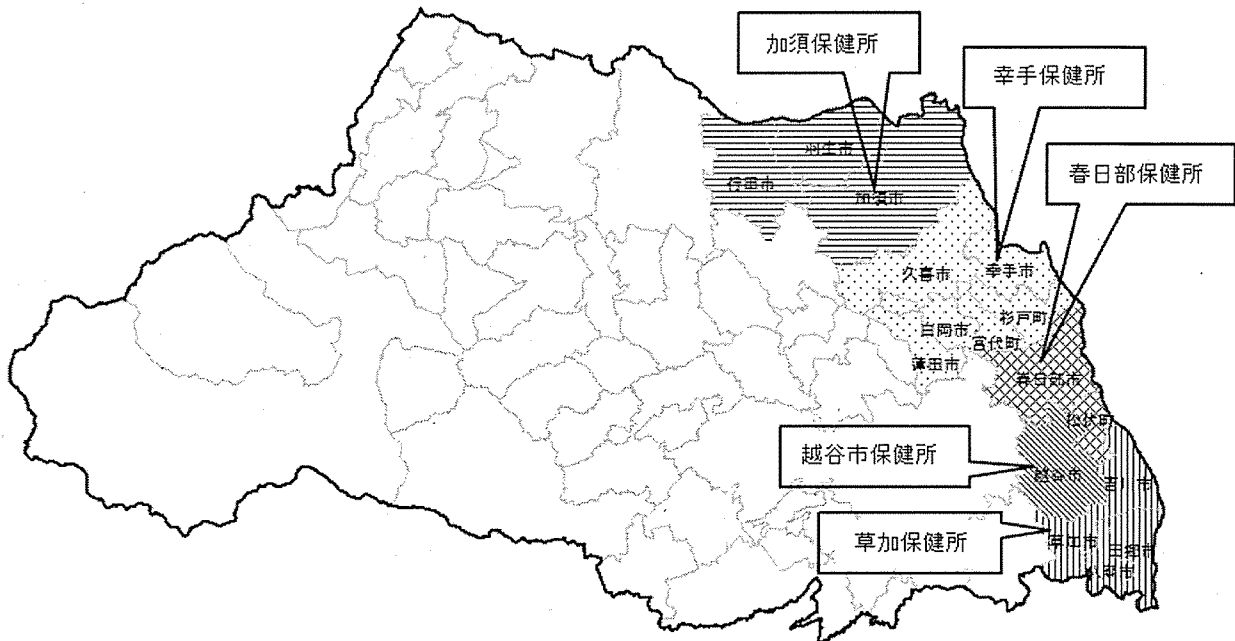 加須保健所
幸手保健所
羽生市
春日部保健所
行田市
加須市
久喜市
幸手市
杉戸町
白岡市
宮代町
蓮田市
春日部市
松伏町
越谷市保健所
越谷市
吉川市
草加保健所
草加市
三郷市
八潮市